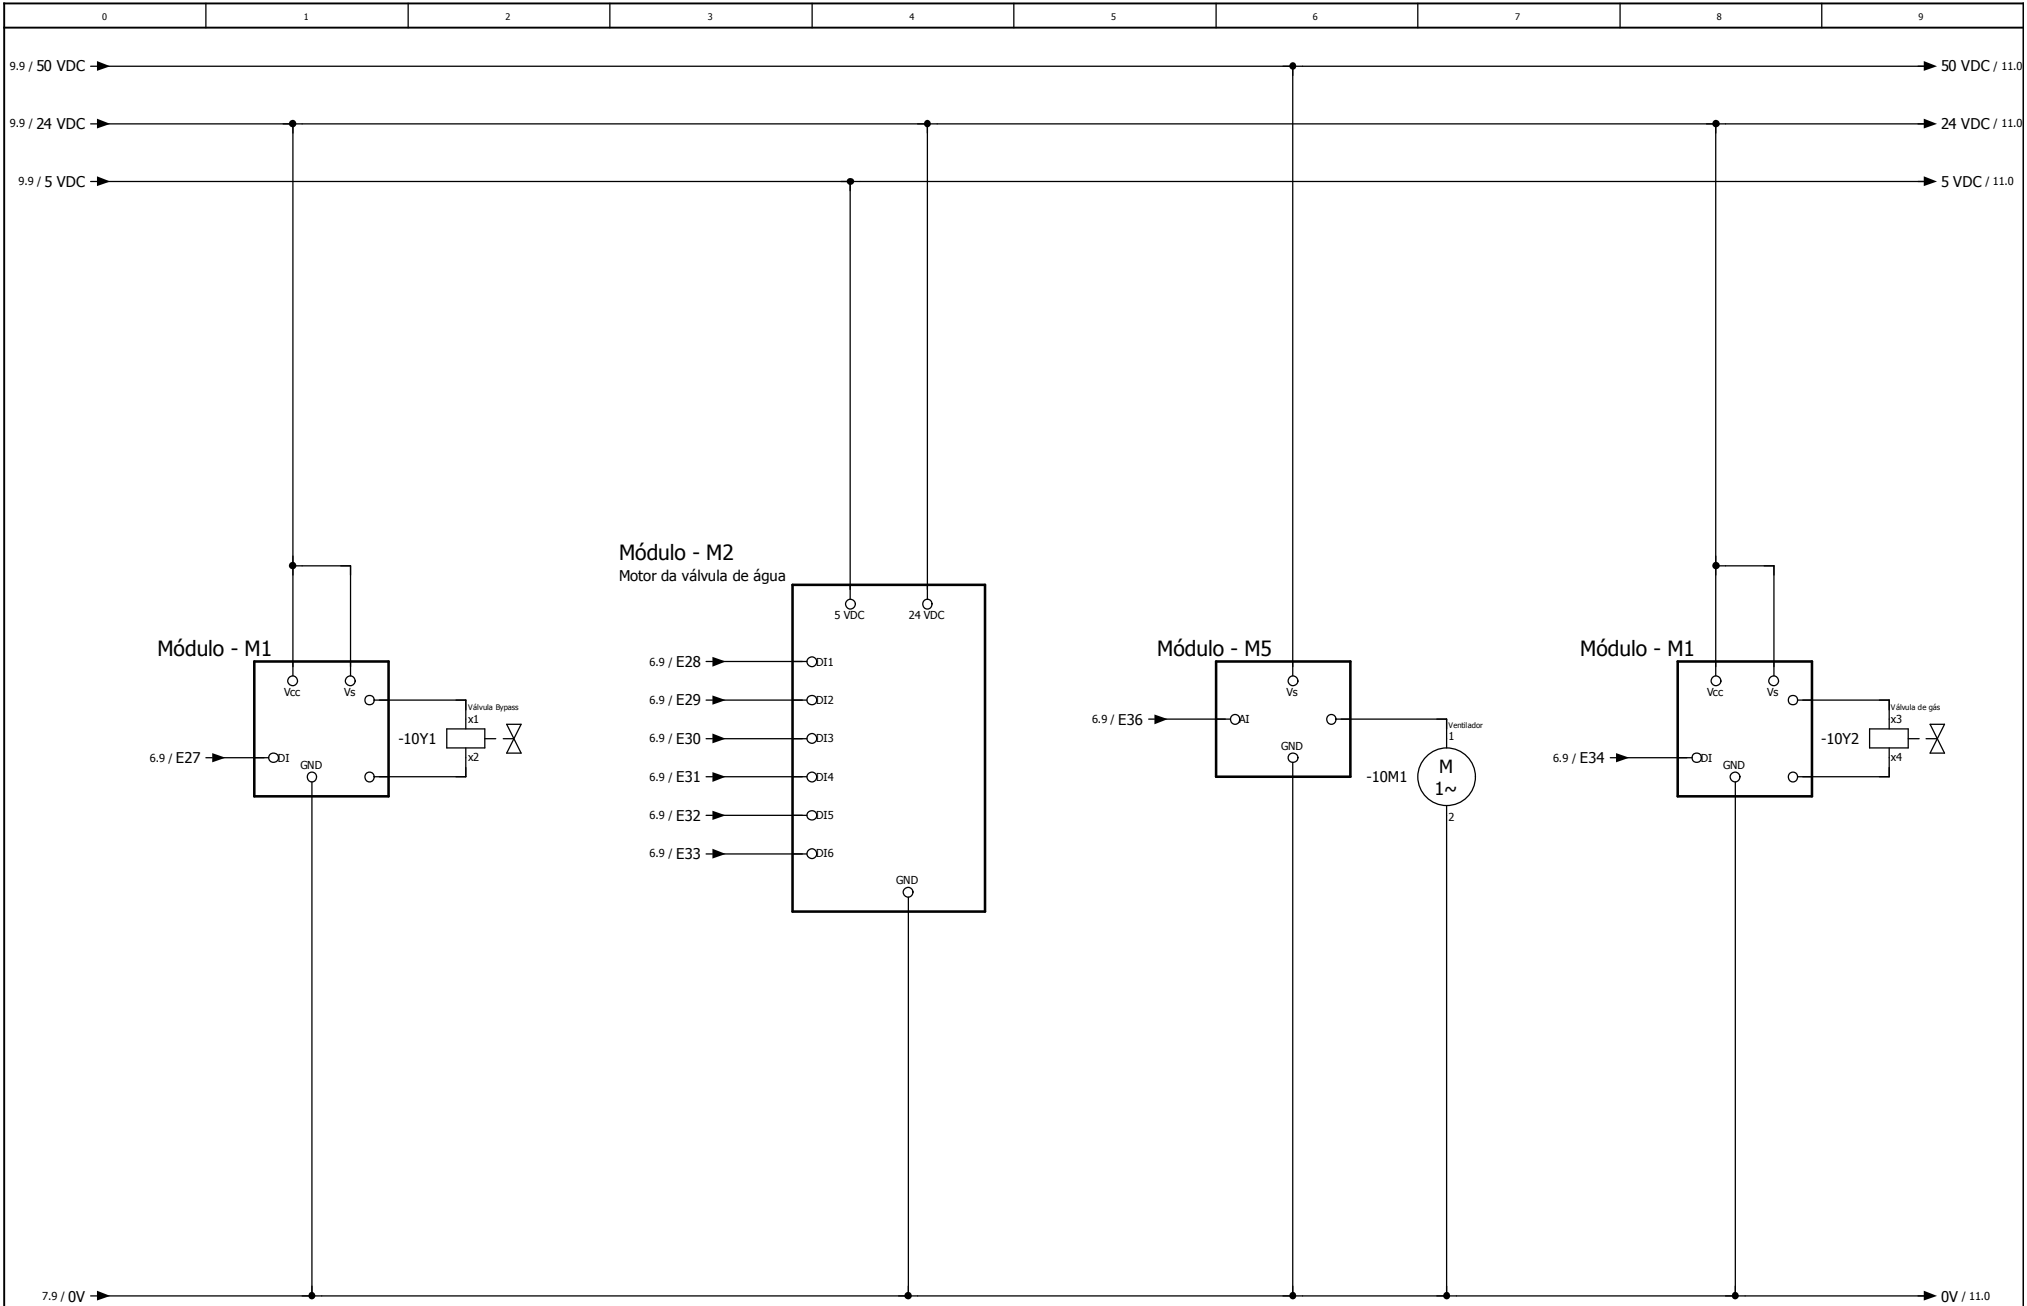 0 1 2 3 4 5 6 7 8 9
9.9 / 50 VDC
50 VDC / 11.0
9.9 / 24 VDC
24 VDC / 11.0
9.9 / 5 VDC
5 VDC / 11.0
Módulo - M1
Vcc
Vs
6.9 / E27
DI
GND
Válvula Bypass
x1
-10Y1
x2
Módulo - M2
Motor da válvula de água
5 VDC
24 VDC
6.9 / E28
DI1
6.9 / E29
DI2
6.9 / E30
DI3
6.9 / E31
DI4
6.9 / E32
DI5
6.9 / E33
DI6
GND
Módulo - M5
Vs
6.9 / E36
AI
GND
Ventilador
1
-10M1
M
1~
2
Módulo - M1
Vcc
Vs
6.9 / E34
DI
GND
Válvula de gás
x3
-10Y2
x4
7.9 / 0V
0V / 11.0